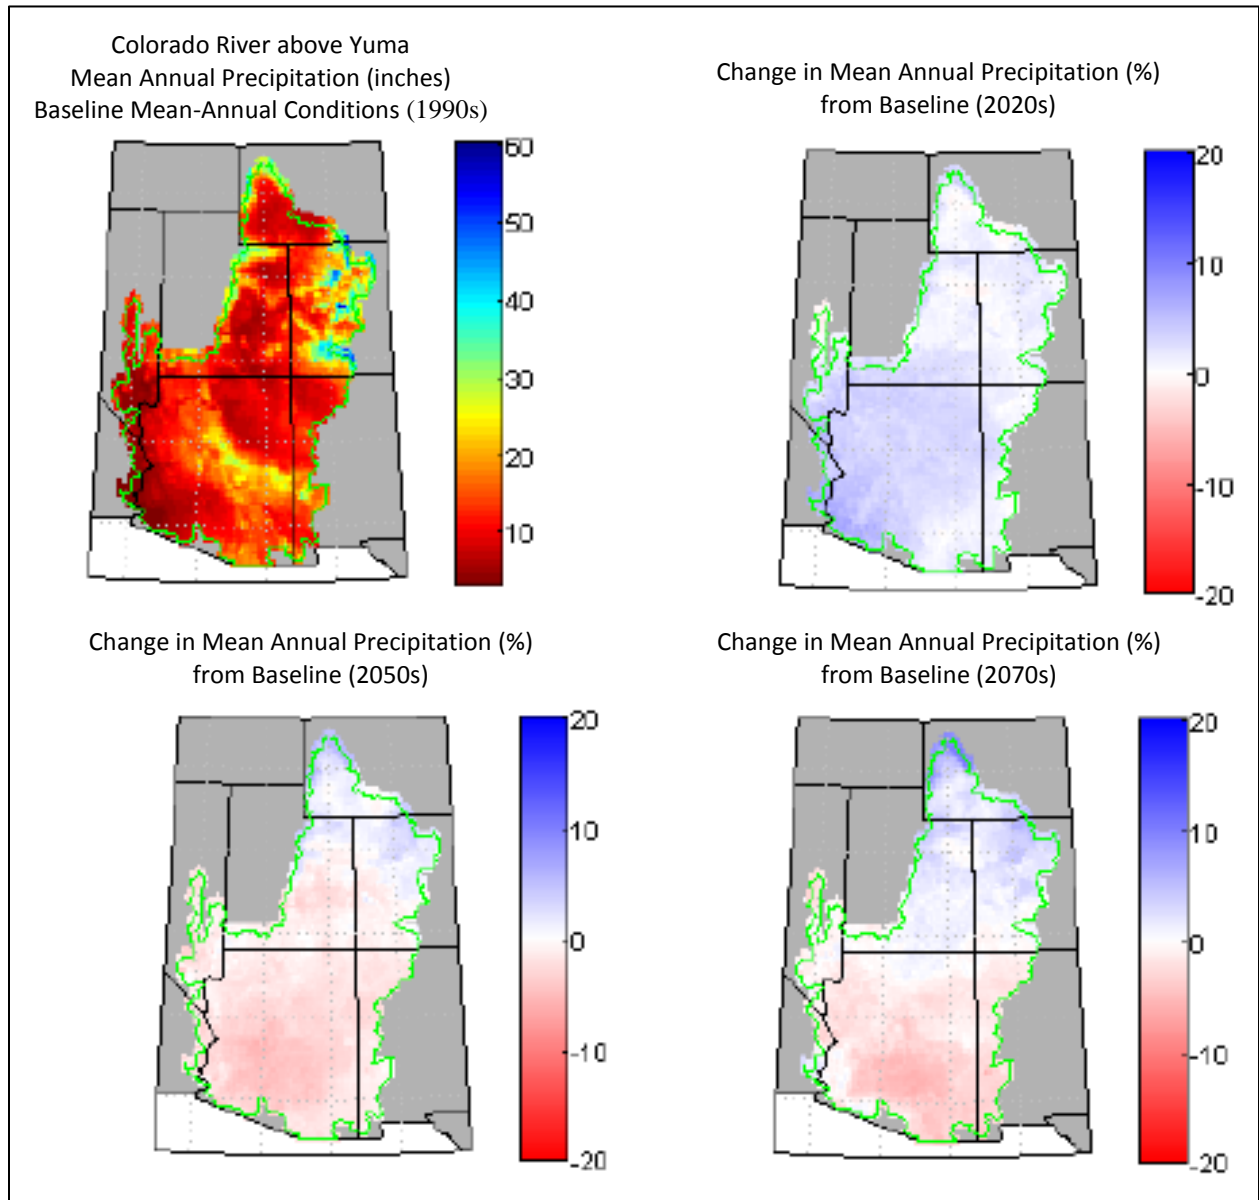 Colorado River above Yuma
Mean Annual Precipitation (inches)
Baseline Mean-Annual Conditions (1990s)
60
50
40
30
20
10
Change in Mean Annual Precipitation (%)
from Baseline (2020s)
20
10
0
-10
-20
Change in Mean Annual Precipitation (%)
from Baseline (2050s)
20
10
0
-10
-20
Change in Mean Annual Precipitation (%)
from Baseline (2070s)
20
10
0
-10
-20